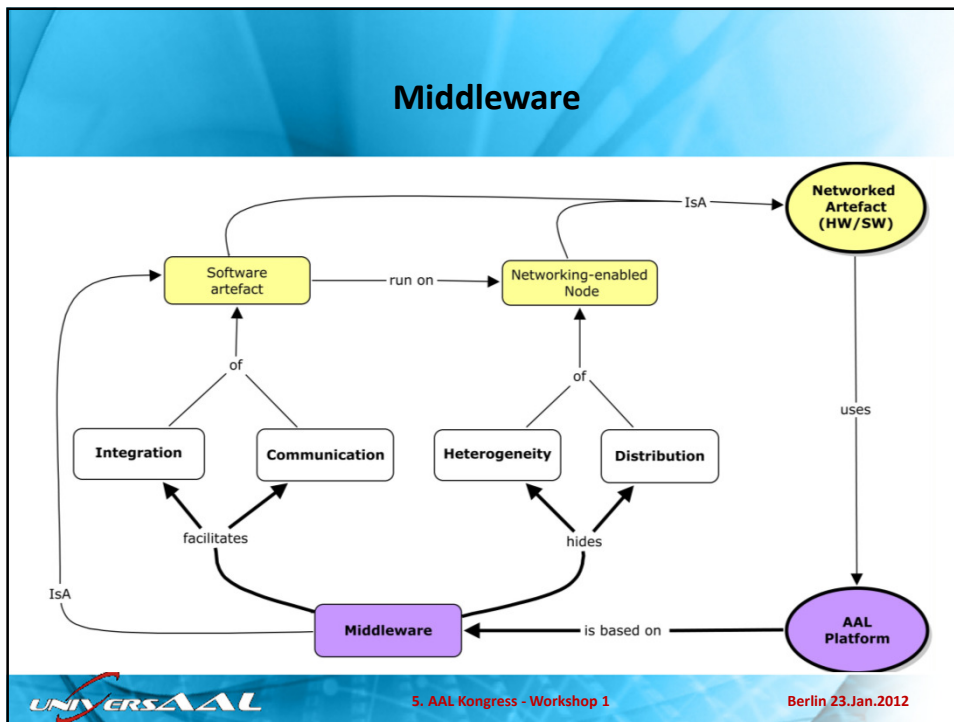 Middleware
Networked
Artefact
(HW/SW)
IsA
Software
artefact
run on
Networking-enabled
Node
of
of
uses
Integration
Communication
Heterogeneity
Distribution
facilitates
hides
IsA
Middleware
is based on
AAL
Platform
UNIVERSAAL
5. AAL Kongress - Workshop 1
Berlin 23.Jan.2012